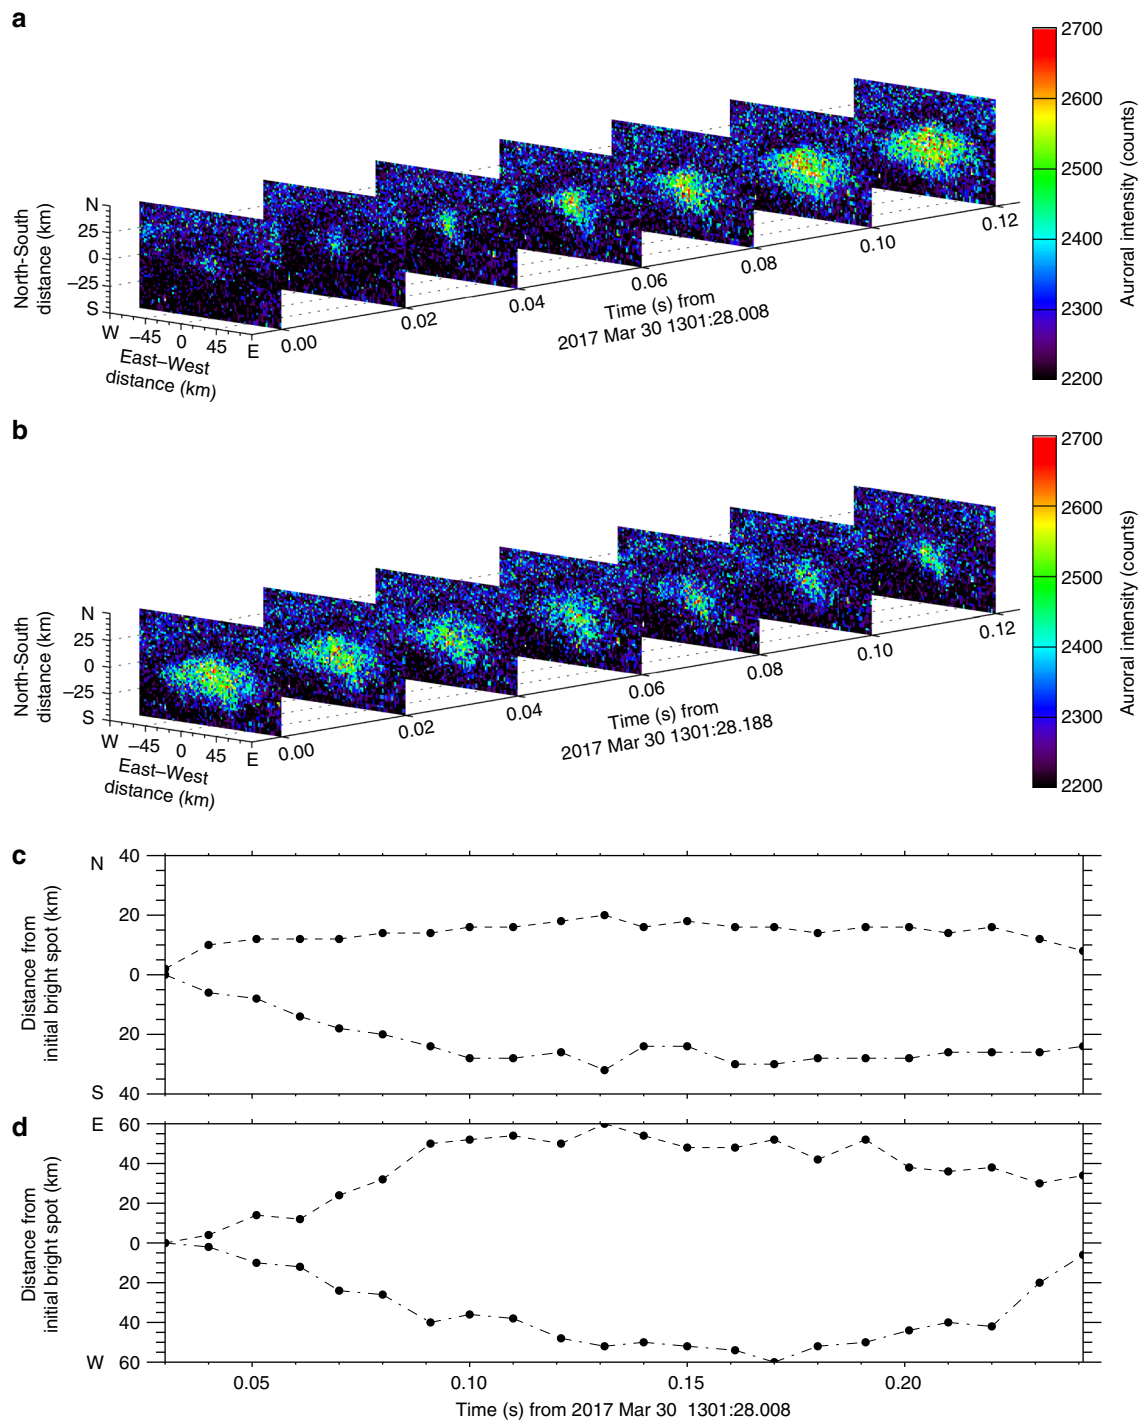 a
2700
2600
2500
2400
2300
2200
Auroral intensity (counts)
North-South
distance (km)
N
25
0
−25
S
W −45 0 45 E
East–West
distance (km)
0.00
0.02
0.04
0.06
0.08
0.10
0.12
Time (s) from
2017 Mar 30 1301:28.008
b
2700
2600
2500
2400
2300
2200
Auroral intensity (counts)
North-South
distance (km)
N
25
0
−25
S
W −45 0 45 E
East–West
distance (km)
0.00
0.02
0.04
0.06
0.08
0.10
0.12
Time (s) from
2017 Mar 30 1301:28.188
c
Distance from
initial bright spot (km)
N
40
20
0
20
S 40
d
Distance from
initial bright spot (km)
E 60
40
20
0
20
40
W 60
0.05 0.10 0.15 0.20
Time (s) from 2017 Mar 30 1301:28.008